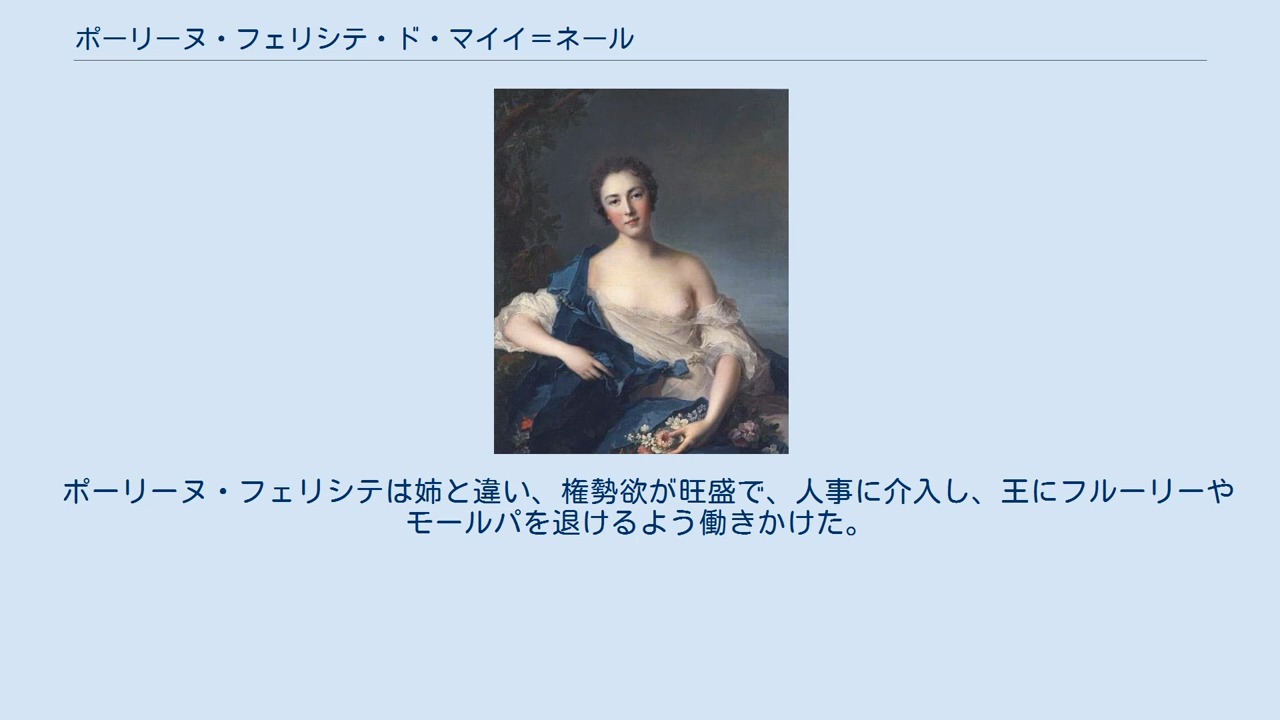 ポーリーヌ・フェリシテ・ド・マイイ＝ネール
ポーリーヌ・フェリシテは姉と違い、権勢欲が旺盛で、人事に介入し、王にフルーリーや
モールパを退けるよう働きかけた。